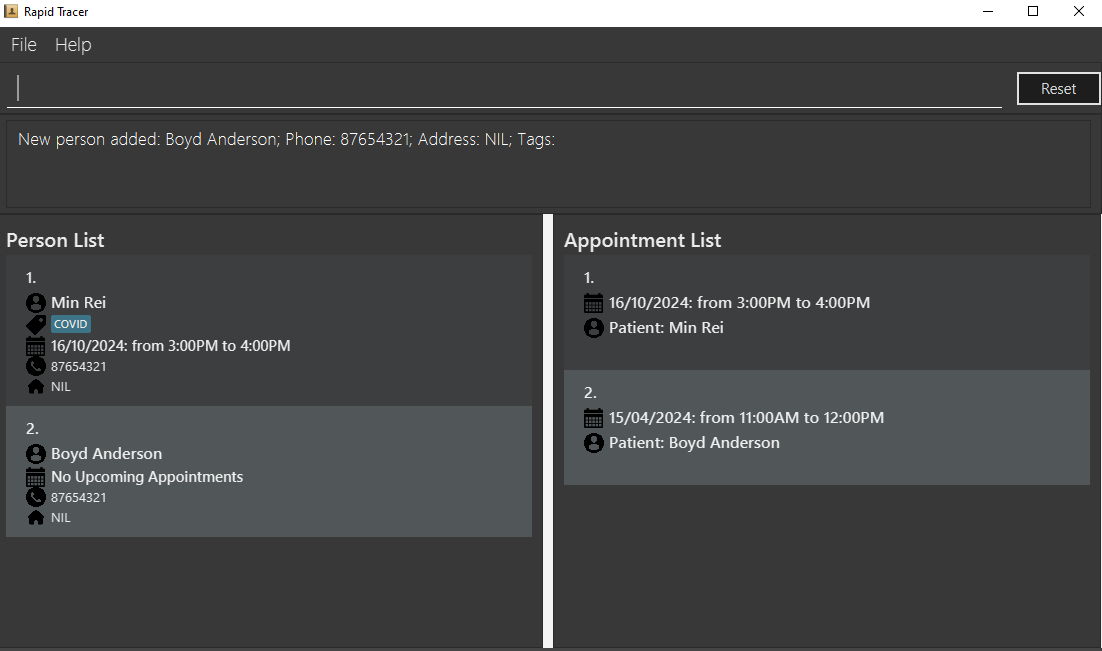 Rapid Tracer
File Help
Reset
New person added: Boyd Anderson; Phone: 87654321; Address: NIL; Tags:
Person List
1.
Min Rei
COVID
16/10/2024: from 3:00PM to 4:00PM
87654321
NIL
2.
Boyd Anderson
No Upcoming Appointments
87654321
NIL
Appointment List
1.
16/10/2024: from 3:00PM to 4:00PM
Patient: Min Rei
2.
15/04/2024: from 11:00AM to 12:00PM
Patient: Boyd Anderson